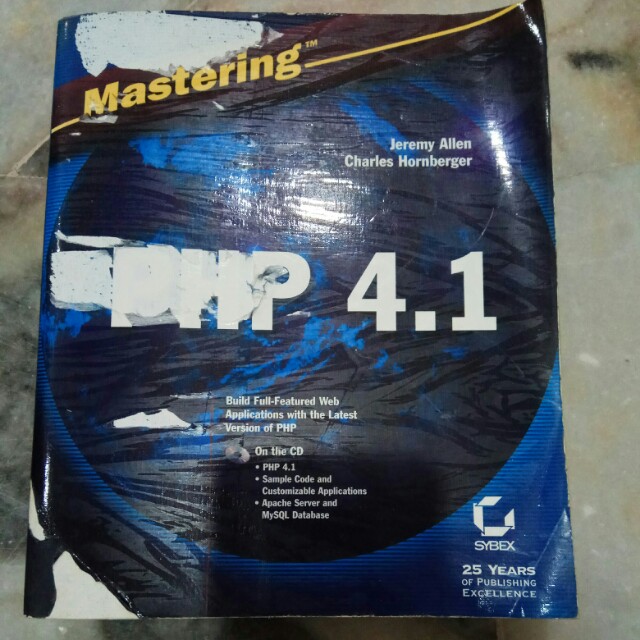 Mastering™
Jeremy Allen
Charles Hornberger
PHP 4.1
Build Full-Featured Web
Applications with the Latest
Version of PHP
On the CD
• PHP 4.1
• Sample Code and
Customizable Applications
• Apache Server and
MySQL Database
SYBEX
25 YEARS
OF PUBLISHING
EXCELLENCE